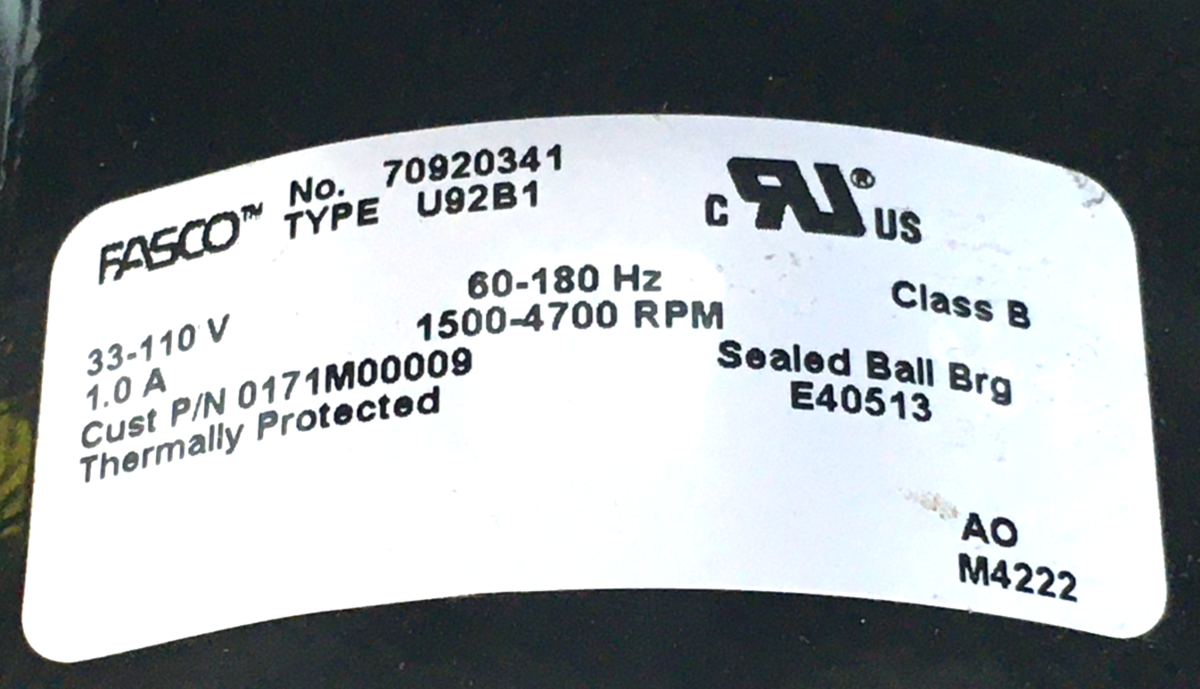 FASCO™ No. 70920341
TYPE U92B1
c RU® US
60-180 Hz
Class B
33-110 V
1500-4700 RPM
1.0 A
Sealed Ball Brg
Cust P/N 0171M00009
E40513
Thermally Protected
AO
M4222